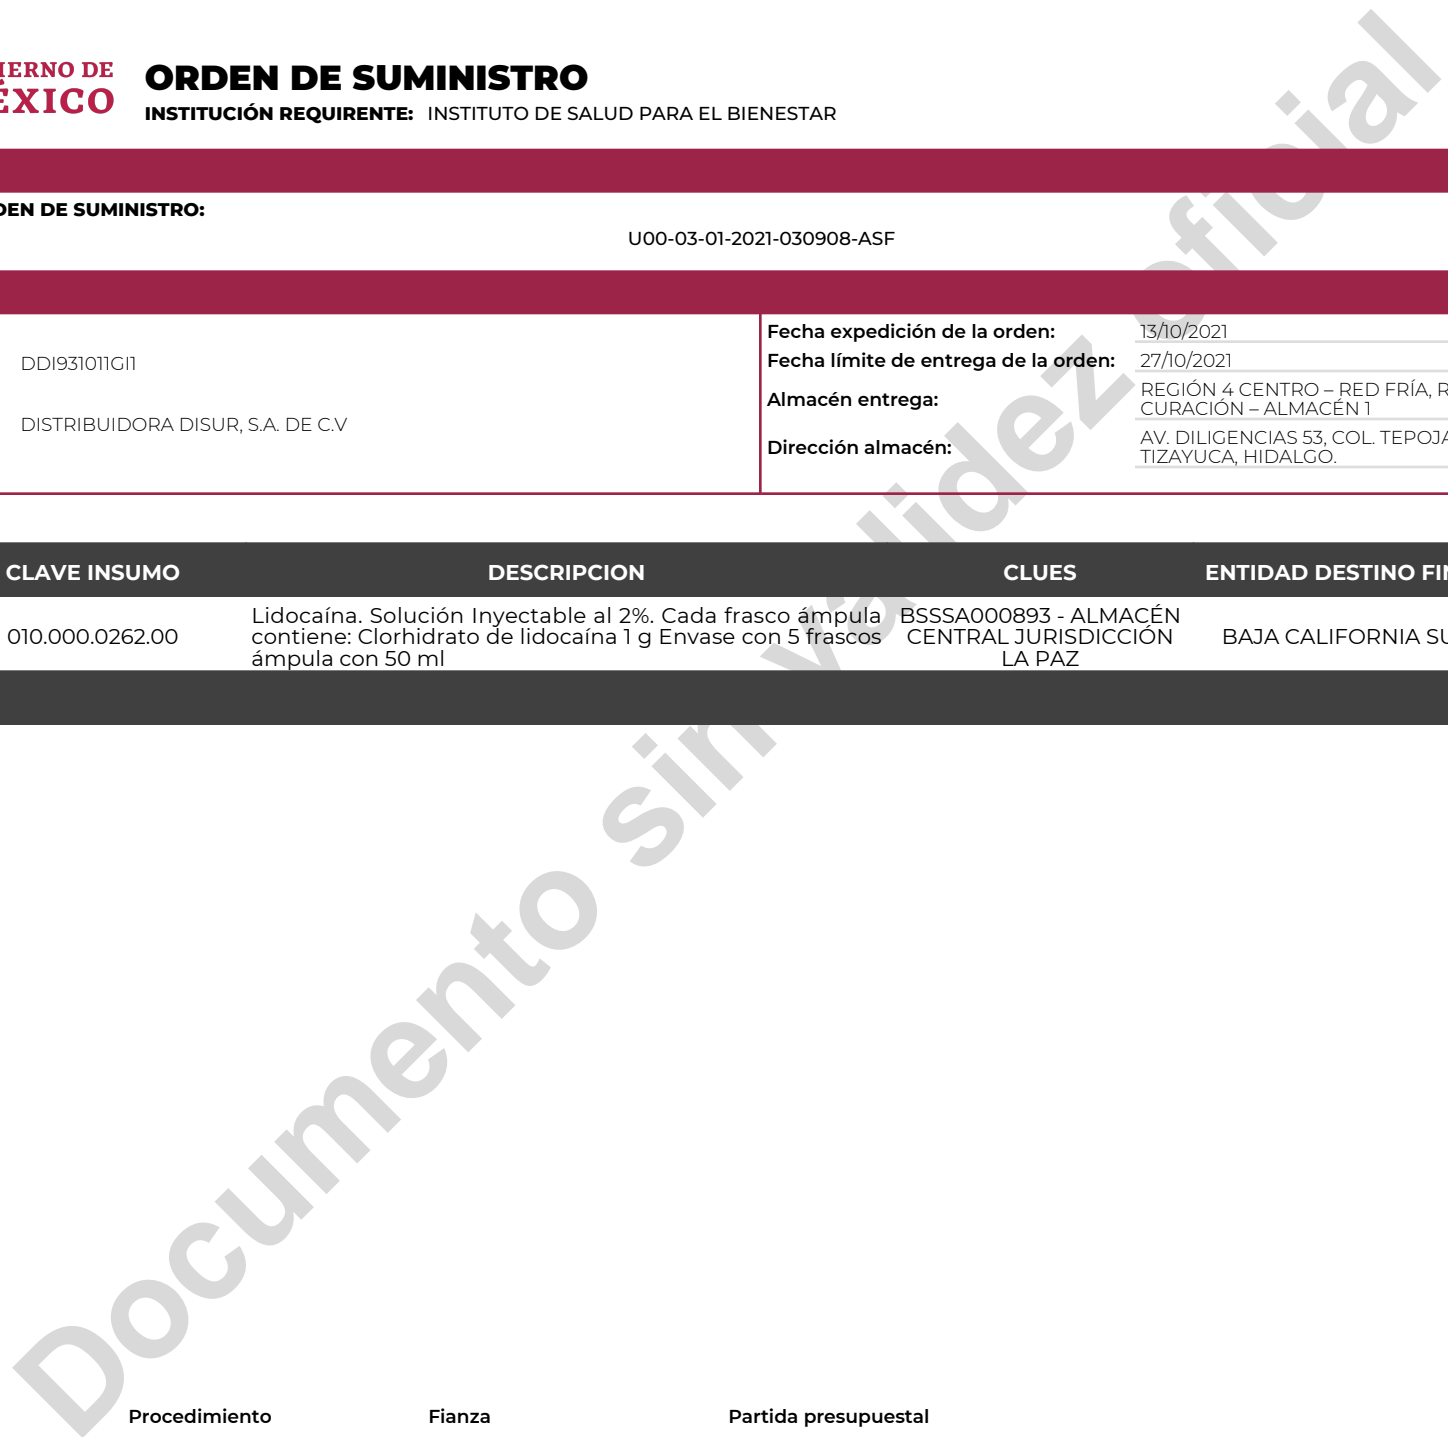 IERNO DE
ÉXICO
ORDEN DE SUMINISTRO
INSTITUCIÓN REQUIRENTE: INSTITUTO DE SALUD PARA EL BIENESTAR
DEN DE SUMINISTRO:
U00-03-01-2021-030908-ASF
DDI931011GI1
DISTRIBUIDORA DISUR, S.A. DE C.V
Fecha expedición de la orden: 13/10/2021
Fecha límite de entrega de la orden: 27/10/2021
Almacén entrega: REGIÓN 4 CENTRO – RED FRÍA, R
CURACIÓN – ALMACÉN 1
Dirección almacén: AV. DILIGENCIAS 53, COL. TEPOJA
TIZAYUCA, HIDALGO.
CLAVE INSUMO DESCRIPCION CLUES ENTIDAD DESTINO FIN
010.000.0262.00
Lidocaína. Solución Inyectable al 2%. Cada frasco ámpula
contiene: Clorhidrato de lidocaína 1 g Envase con 5 frascos
ámpula con 50 ml
BSSSA000893 - ALMACÉN
CENTRAL JURISDICCIÓN
LA PAZ
BAJA CALIFORNIA SU
Documento sin validez oficial
Procedimiento Fianza Partida presupuestal